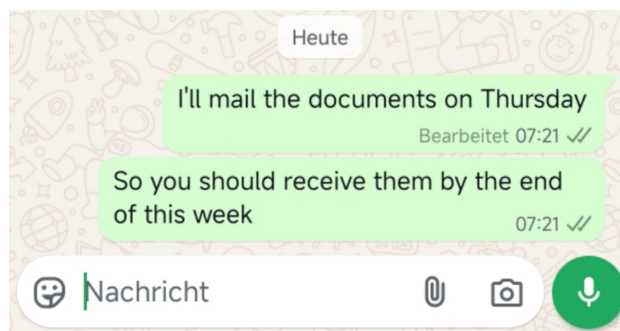 Heute
I'll mail the documents on Thursday
Bearbeitet 07:21
So you should receive them by the end
of this week
07:21
Nachricht